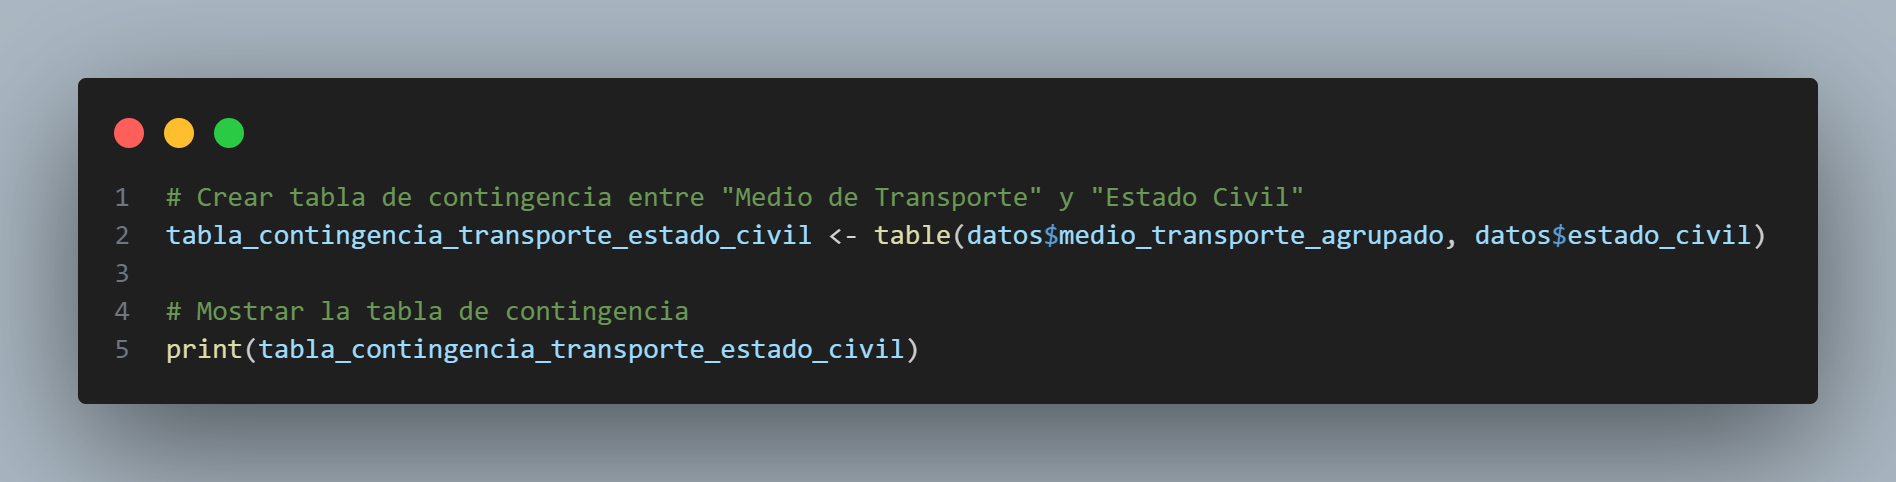 1 # Crear tabla de contingencia entre "Medio de Transporte" y "Estado Civil"
2 tabla_contingencia_transporte_estado_civil <- table(datos$medio_transporte_agrupado, datos$estado_civil)
3
4 # Mostrar la tabla de contingencia
5 print(tabla_contingencia_transporte_estado_civil)